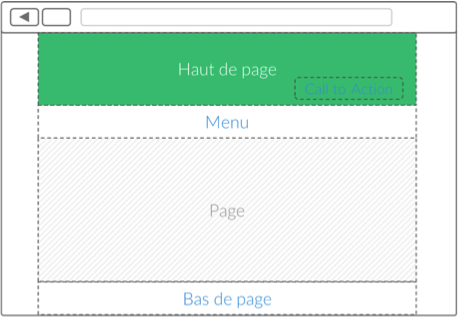 Haut de page
Call to Action
Menu
Page
Bas de page